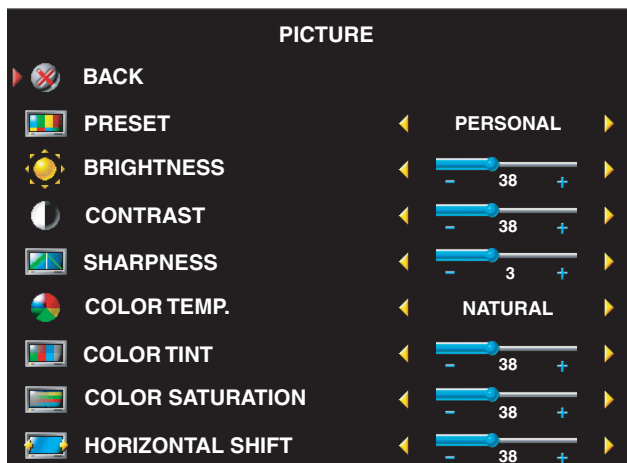 PICTURE
BACK
PRESET PERSONAL
BRIGHTNESS - 38 +
CONTRAST - 38 +
SHARPNESS - 3 +
COLOR TEMP. NATURAL
COLOR TINT - 38 +
COLOR SATURATION - 38 +
HORIZONTAL SHIFT - 38 +